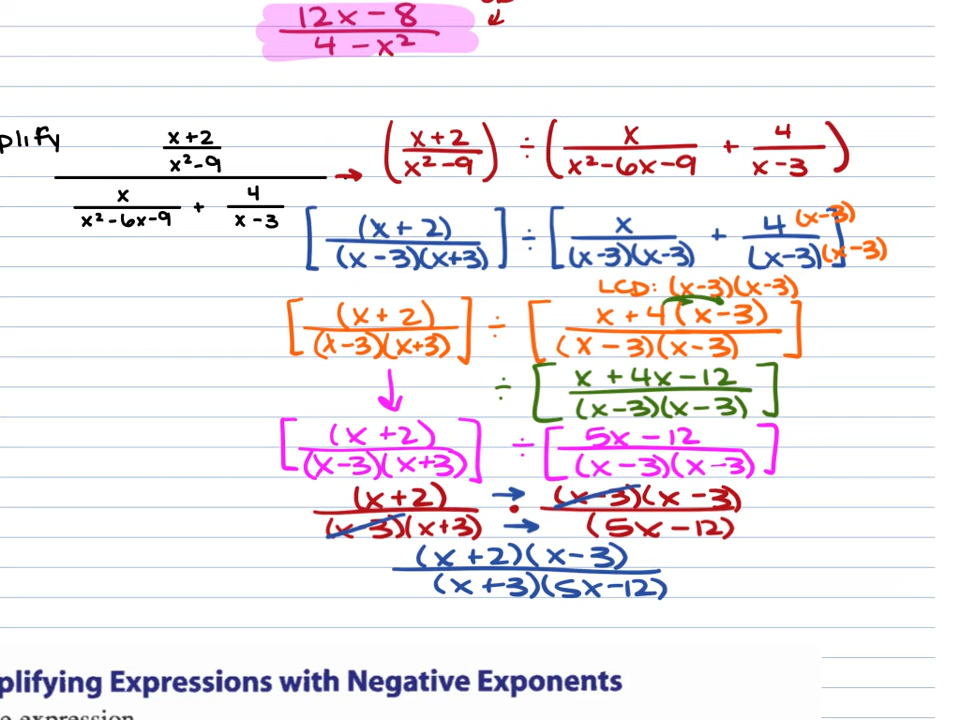 12x - 8
4 - x²
plify x+2 / x²-9 → (x+2 / x²-9) ÷ (x / x²-6x-9 + 4 / x-3)
x / x²-6x-9 + 4 / x-3
[(x+2) / (x-3)(x+3)] ÷ [x / (x-3)(x-3) + 4(x-3) / (x-3)(x-3)]
LCD: (x-3)(x-3)
[(x+2) / (x-3)(x+3)] ÷ [x+4(x-3) / (x-3)(x-3)]
÷ [x+4x-12 / (x-3)(x-3)]
[(x+2) / (x-3)(x+3)] ÷ [5x-12 / (x-3)(x-3)]
(x+2) / (x-3)(x+3) · (x-3)(x-3) / (5x-12)
(x+2)(x-3) / (x+3)(5x-12)
plifying Expressions with Negative Exponents
e expression